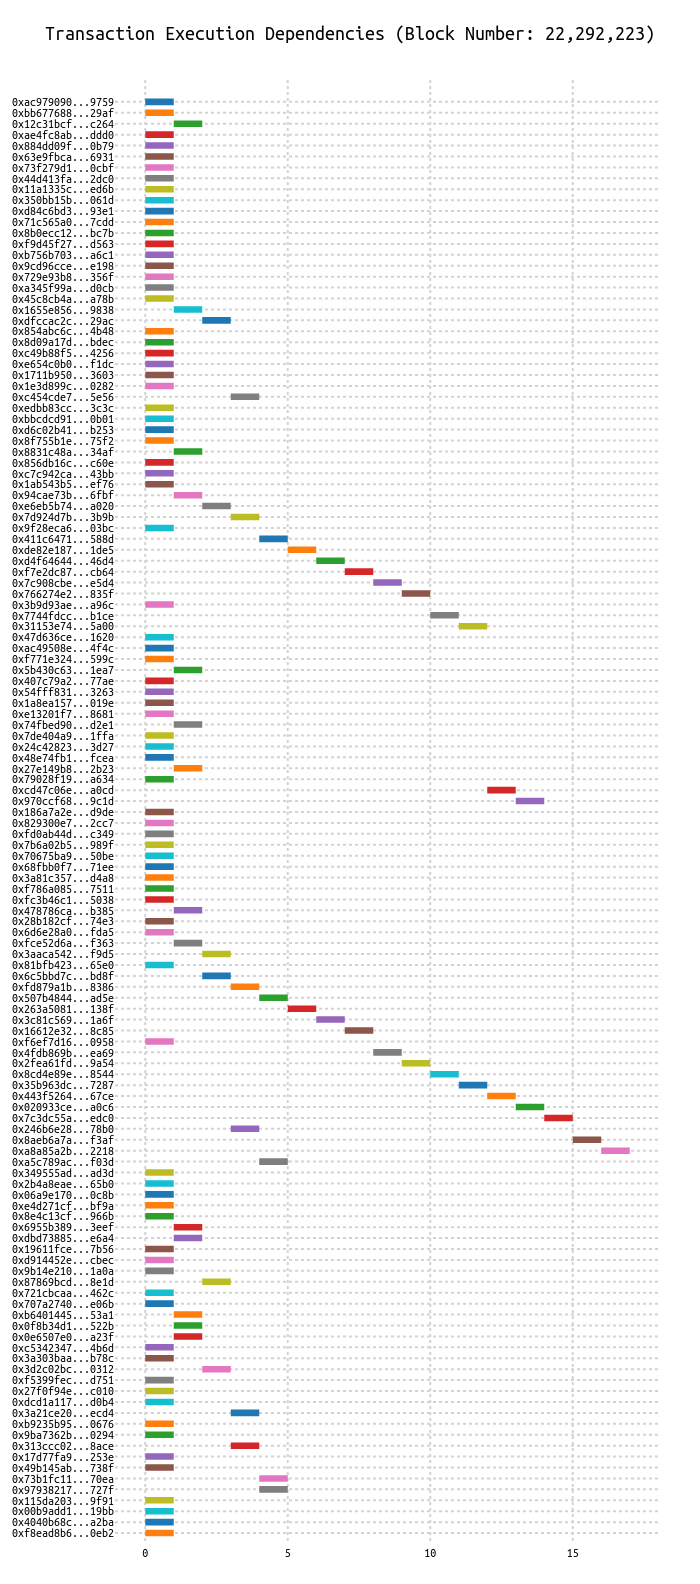 Transaction Execution Dependencies (Block Number: 22,292,223)
0xac979090...9759
0xbb677688...29af
0x12c31bcf...c264
0xae4fc8ab...ddd0
0x884dd09f...0b79
0x63e9fbca...6931
0x73f279d1...0cbf
0x44d413fa...2dc0
0x11a1335c...ed6b
0x350bb15b...061d
0xd84c6bd3...93e1
0x71c565a0...7cdd
0x8b0ecc12...bc7b
0xf9d45f27...d563
0xb756b703...a6c1
0x9cd96cce...e198
0x729e93b8...356f
0xa345f99a...d0cb
0x45c8cb4a...a78b
0x1655e856...9838
0xdfccac2c...29ac
0x854abc6c...4b48
0x8d09a17d...bdec
0xc49b88f5...4256
0xe654c0b0...f1dc
0x1711b950...3603
0x1e3d899c...0282
0xc454cde7...5e56
0xedbb83cc...3c3c
0xbbcdcd91...0b01
0xd6c02b41...b253
0x8f755b1e...75f2
0x8831c48a...34af
0x856db16c...c60e
0xc7c942ca...43bb
0x1ab543b5...ef76
0x94cae73b...6fbf
0xe6eb5b74...a020
0x7d924d7b...3b9b
0x9f28eca6...03bc
0x411c6471...588d
0xde82e187...1de5
0xd4f64644...46d4
0xf7e2dc87...cb64
0x7c908cbe...e5d4
0x766274e2...835f
0x3b9d93ae...a96c
0x7744fdcc...b1ce
0x31153e74...5a00
0x47d636ce...1620
0xac49508e...4f4c
0xf771e324...599c
0x5b430c63...1ea7
0x407c79a2...77ae
0x54fff831...3263
0x1a8ea157...019e
0xe13201f7...8681
0x74fbed90...d2e1
0x7de404a9...1ffa
0x24c42823...3d27
0x48e74fb1...fcea
0x27e149b8...2b23
0x79028f19...a634
0xcd47c06e...a0cd
0x970ccf68...9c1d
0x186a7a2e...d9de
0x829300e7...2cc7
0xfd0ab44d...c349
0x7b6a02b5...989f
0x70675ba9...50be
0x68fbb0f7...71ee
0x3a81c357...d4a8
0xf786a085...7511
0xfc3b46c1...5038
0x478786ca...b385
0x28b182cf...74e3
0x6d6e28a0...fda5
0xfce52d6a...f363
0x3aaca542...f9d5
0x81bfb423...65e0
0x6c5bbd7c...bd8f
0xfd879a1b...8386
0x507b4844...ad5e
0x263a5081...138f
0x3c81c569...1a6f
0x16612e32...8c85
0xf6ef7d16...0958
0x4fdb869b...ea69
0x2fea61fd...9a54
0x8cd4e89e...8544
0x35b963dc...7287
0x443f5264...67ce
0x020933ce...a0c6
0x7c3dc55a...edc0
0x246b6e28...78b0
0x8aeb6a7a...f3af
0xa8a85a2b...2218
0xa5c789ac...f03d
0x349555ad...ad3d
0x2b4a8eae...65b0
0x06a9e170...0c8b
0xe4d271cf...bf9a
0x8e4c13cf...966b
0x6955b389...3eef
0xdbd73885...e6a4
0x19611fce...7b56
0xd914452e...cbec
0x9b14e210...1a0a
0x87869bcd...8e1d
0x721cbcaa...462c
0x707a2740...e06b
0xb6401445...53a1
0x0f8b34d1...522b
0x0e6507e0...a23f
0xc5342347...4b6d
0x3a303baa...b78c
0x3d2c02bc...0312
0xf5399fec...d751
0x27f0f94e...c010
0xdcd1a117...d0b4
0x3a21ce20...ecd4
0xb9235b95...0676
0x9ba7362b...0294
0x313ccc02...8ace
0x17d77fa9...253e
0x49b145ab...738f
0x73b1fc11...70ea
0x97938217...727f
0x115da203...9f91
0x00b9add1...19bb
0x4040b68c...a2ba
0xf8ead8b6...0eb2
0 5 10 15